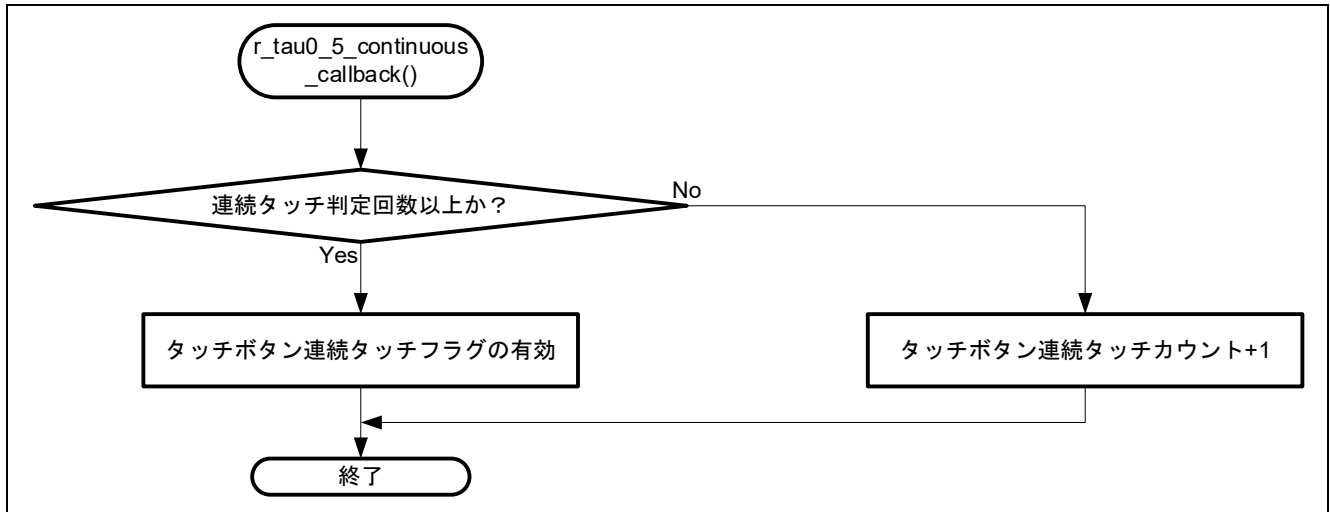 r_tau0_5_continuous
_callback()
連続タッチ判定回数以上か？
No
Yes
タッチボタン連続タッチフラグの有効
タッチボタン連続タッチカウント+1
終了